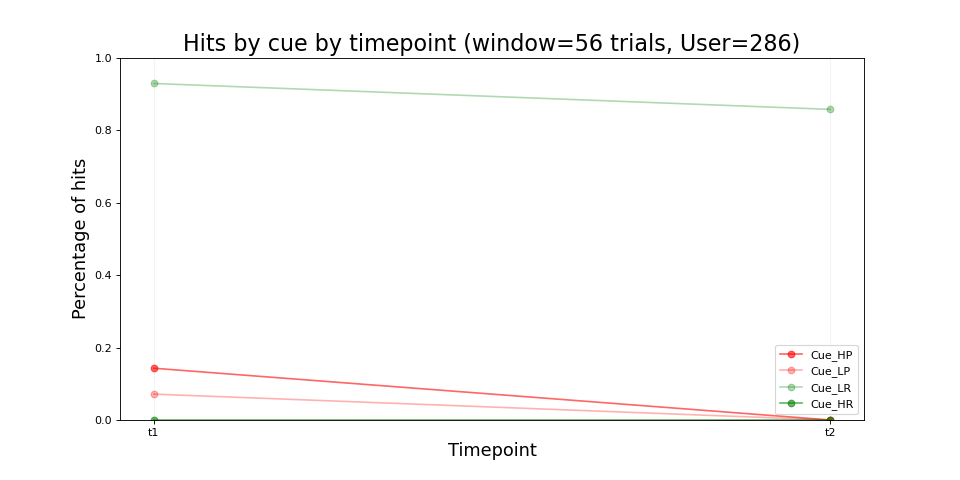 Hits by cue by timepoint (window=56 trials, User=286)
Percentage of hits
1.0
0.8
0.6
0.4
0.2
0.0
Cue_HP
Cue_LP
Cue_LR
Cue_HR
t1
t2
Timepoint